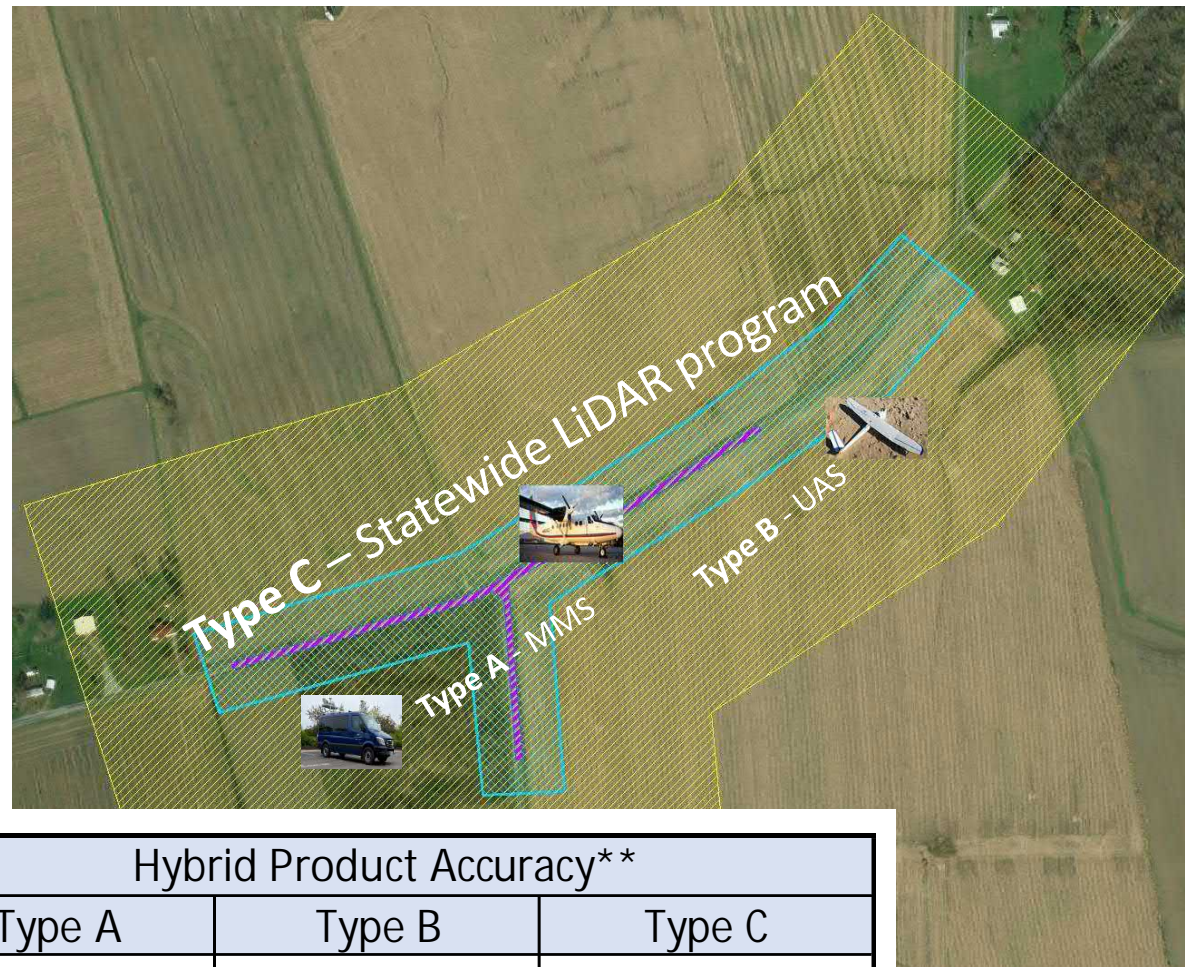 Type C – Statewide LiDAR program
Type B - UAS
Type A - MMS
Hybrid Product Accuracy**
Type A
Type B
Type C